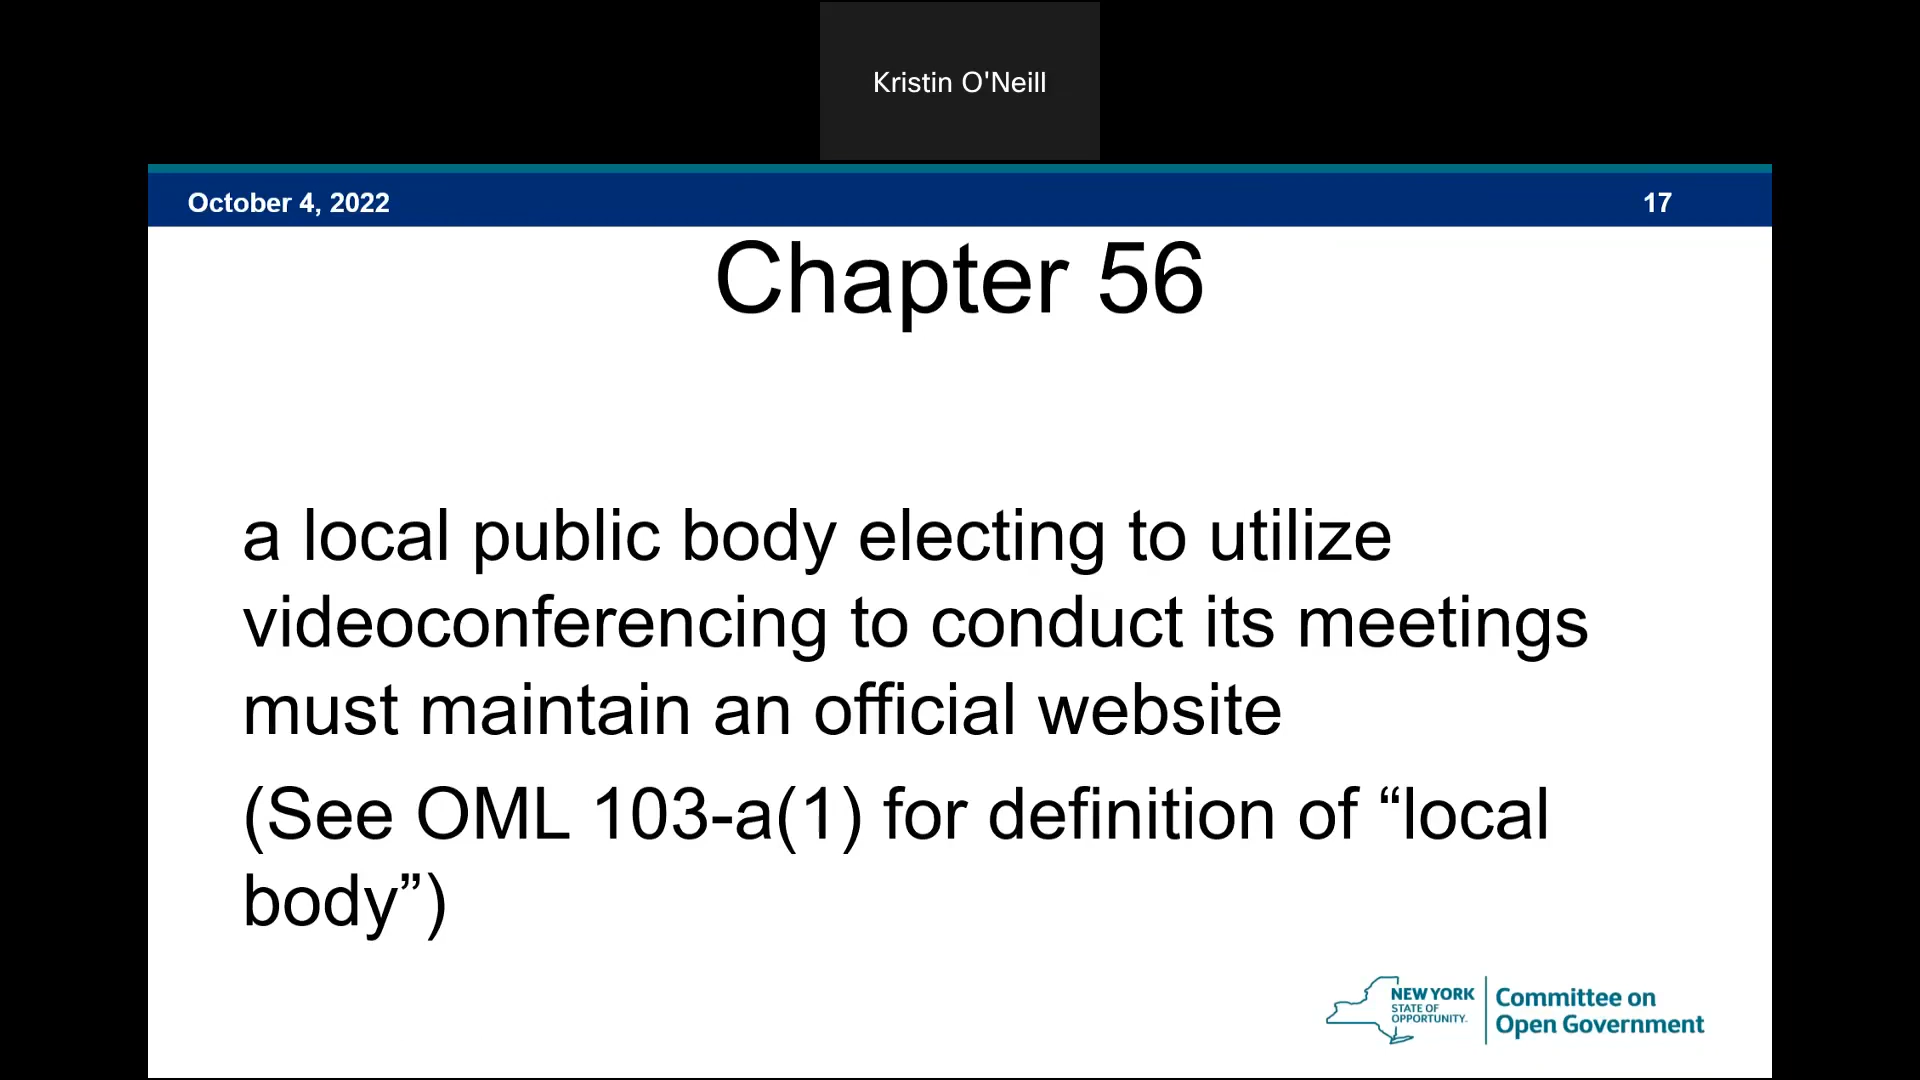 Kristin O'Neill
October 4, 2022
17
Chapter 56
a local public body electing to utilize
videoconferencing to conduct its meetings
must maintain an official website
(See OML 103-a(1) for definition of “local
body”)
NEW YORK
STATE OF
OPPORTUNITY.
Committee on
Open Government